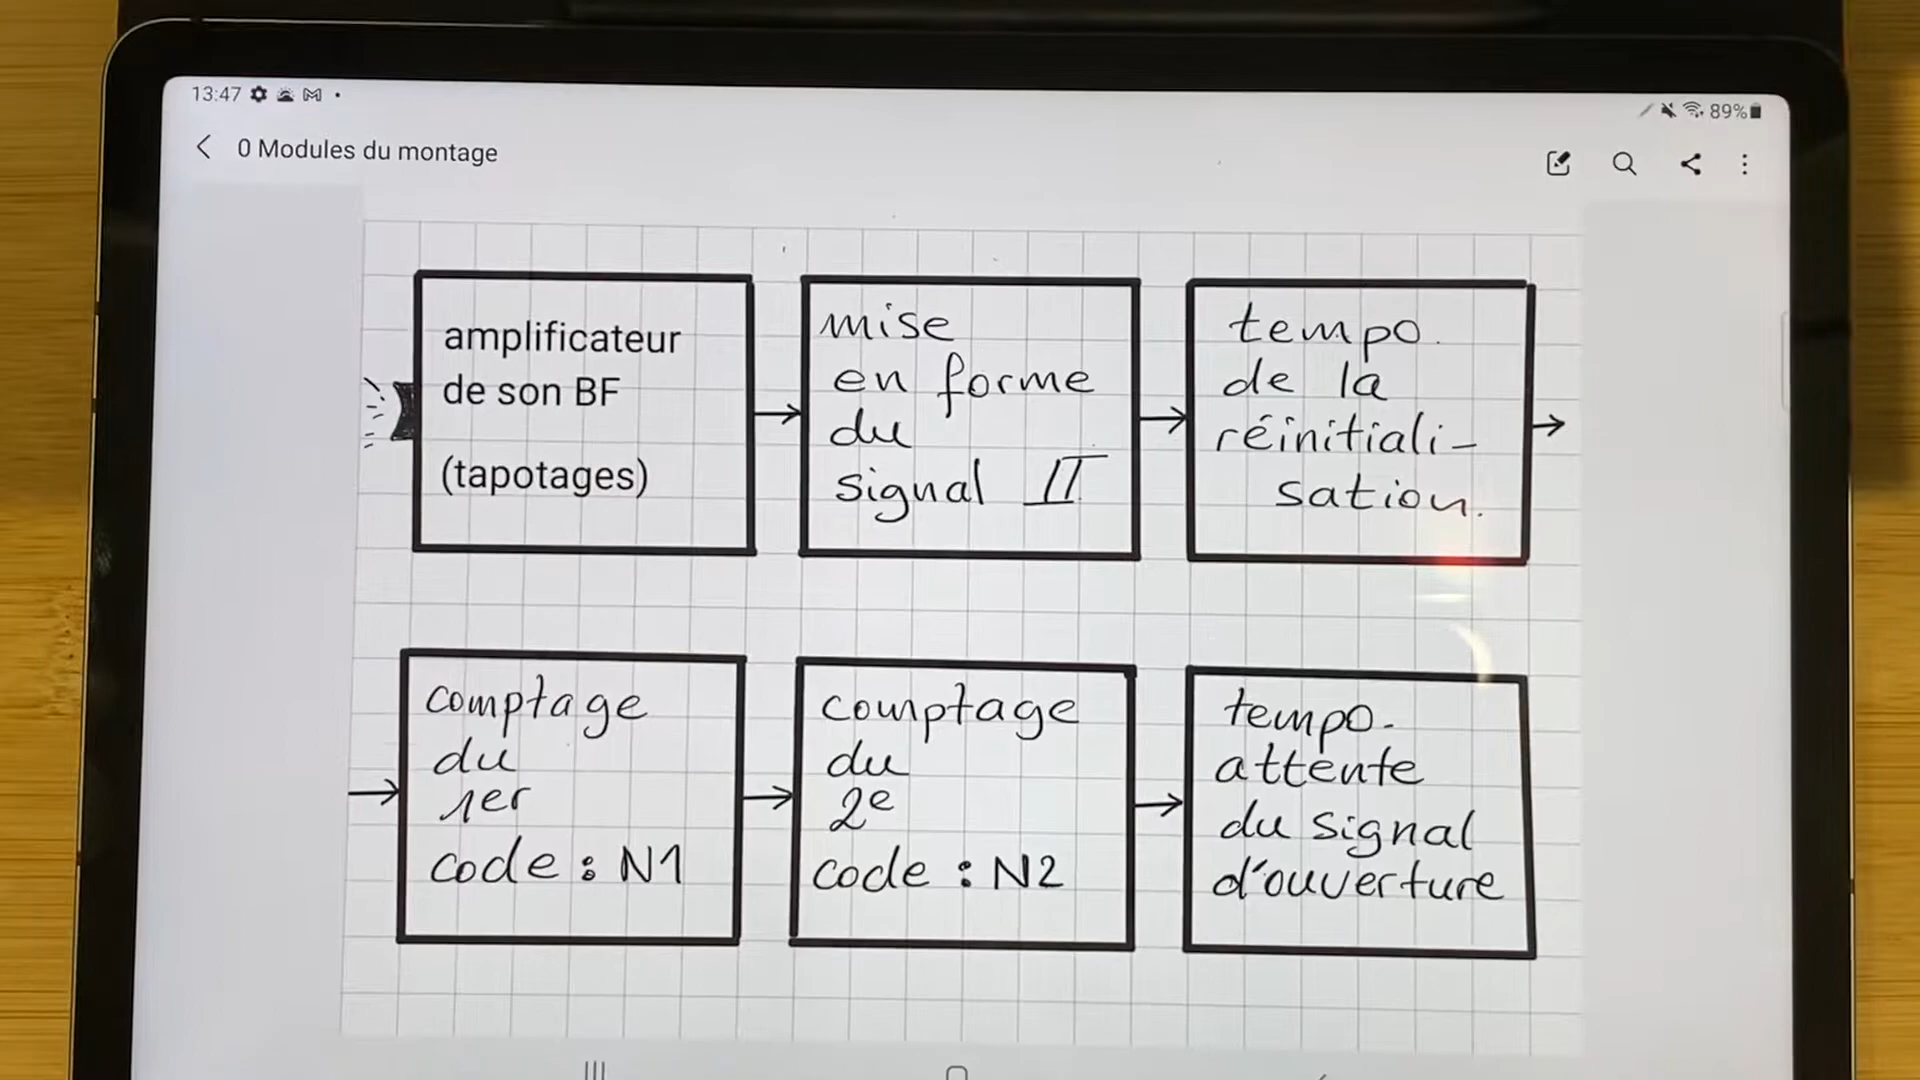 13:47
89%
0 Modules du montage
amplificateur
de son BF
(tapotages)
mise
en forme
du
signal IT
tempo.
de la
réinitiali-
sation.
comptage
du
1er
code : N1
comptage
du
2e
code : N2
tempo-
attente
du signal
d'ouverture